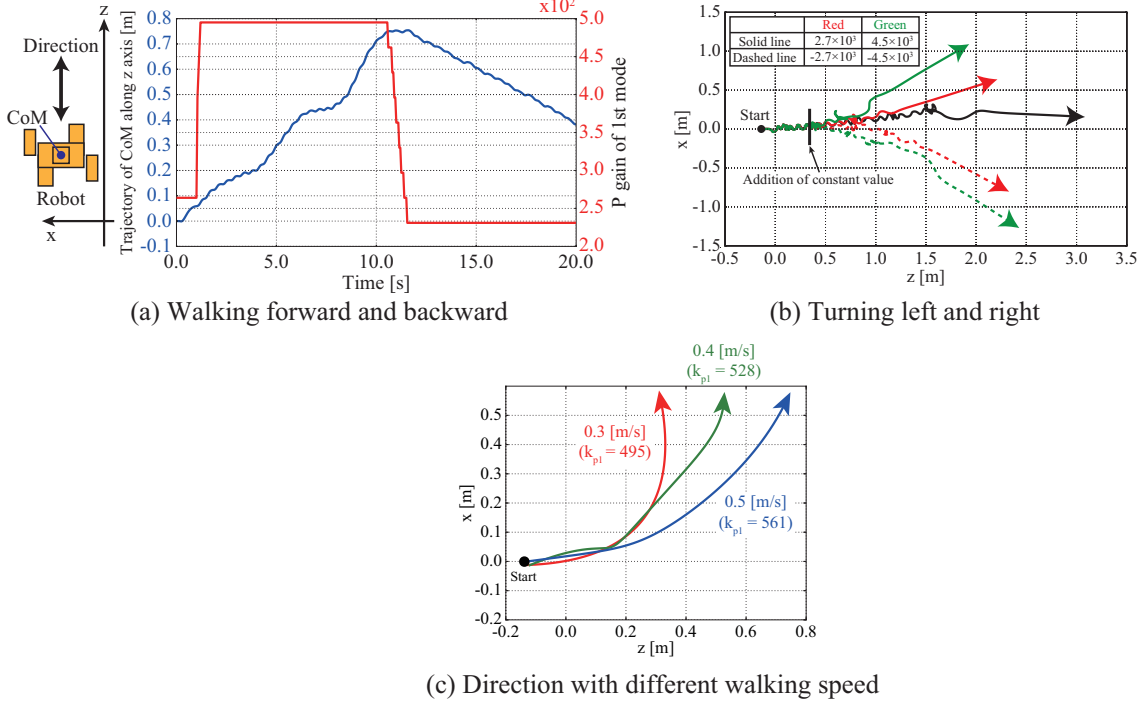 z
Direction
CoM
Robot
x
Trajectory of CoM along z axis [m]
0.8
0.7
0.6
0.5
0.4
0.3
0.2
0.1
0.0
-0.1
0.0
5.0
10.0
15.0
20.0
Time [s]
×10²
5.0
4.5
4.0
3.5
3.0
2.5
2.0
P gain of 1st mode
(a) Walking forward and backward
x [m]
1.5
1.0
0.5
0.0
-0.5
-1.0
-1.5
Red Green
Solid line 2.7×10³ 4.5×10³
Dashed line -2.7×10³ -4.5×10³
Start
Addition of constant value
-0.5
0.0
0.5
1.0
1.5
2.0
2.5
3.0
3.5
z [m]
(b) Turning left and right
0.4 [m/s]
(kp1 = 528)
0.3 [m/s]
(kp1 = 495)
0.5 [m/s]
(kp1 = 561)
x [m]
0.5
0.4
0.3
0.2
0.1
0.0
-0.1
-0.2
Start
-0.2
0.0
0.2
0.4
0.6
0.8
z [m]
(c) Direction with different walking speed